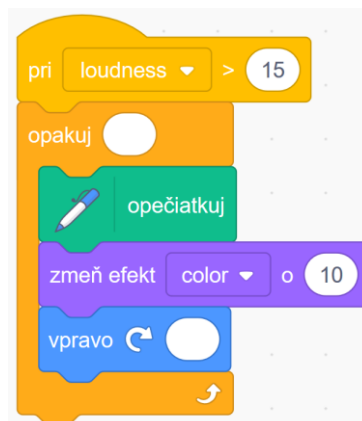 pri loudness > 15
opakuj
opečiatkuj
zmeň efekt color o 10
vpravo